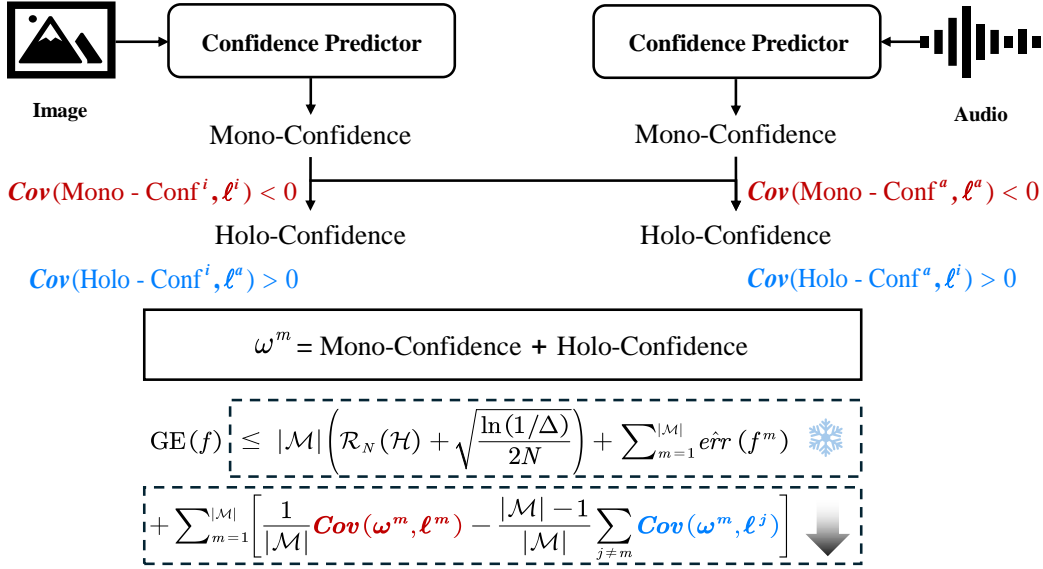 Confidence Predictor Confidence Predictor
Image Audio
Mono-Confidence Mono-Confidence
Cov(Mono - Conf^i, ℓ^i) < 0 Cov(Mono - Conf^a, ℓ^a) < 0
Holo-Confidence Holo-Confidence
Cov(Holo - Conf^i, ℓ^a) > 0 Cov(Holo - Conf^a, ℓ^i) > 0
ω^m = Mono-Confidence + Holo-Confidence
GE(f) ≤ |ℳ|(ℛ_N(ℋ) + √(ln(1/Δ)/2N)) + ∑_{m=1}^{|ℳ|} er̂r(f^m)
+ ∑_{m=1}^{|ℳ|}[1/|ℳ| Cov(ω^m, ℓ^m) − (|ℳ| − 1)/|ℳ| ∑_{j≠m} Cov(ω^m, ℓ^j)]